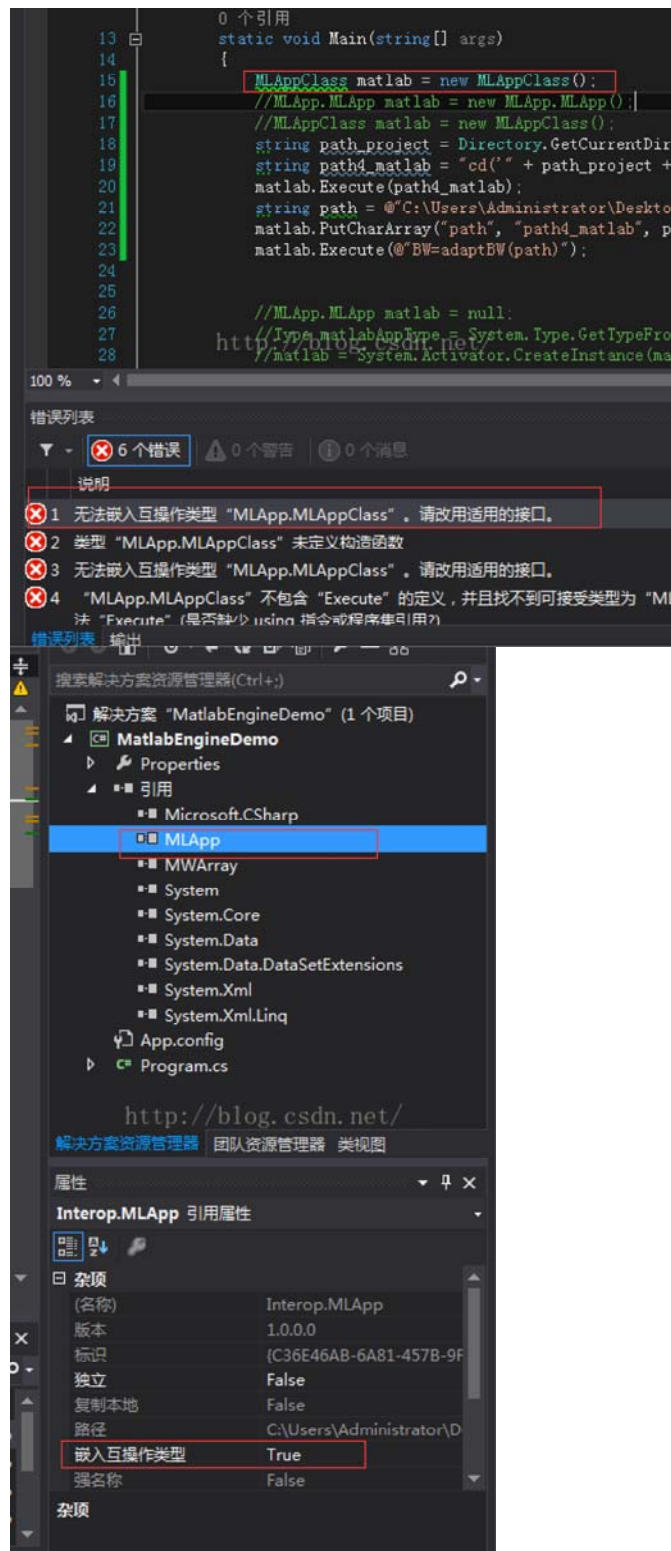 0 个引用
13 static void Main(string[] args)
14 {
15 MLAppClass matlab = new MLAppClass();
16 //MLApp.MLApp matlab = new MLApp.MLApp();
17 //MLAppClass matlab = new MLAppClass();
18 string path_project = Directory.GetCurrentDir
19 string path4_matlab = "cd('" + path_project +
20 matlab.Execute(path4_matlab);
21 string path = @"C:\Users\Administrator\Deskto
22 matlab.PutCharArray("path", "path4_matlab", p
23 matlab.Execute(@"BW=adaptBW(path)");
24
25
26 //MLApp.MLApp matlab = null;
27 //Type matlabAppType = System.Type.GetTypeFro
28 //matlab = System.Activator.CreateInstance(ma
http://blog.csdn.net/
100 %
错误列表
6 个错误 0 个警告 0 个消息
说明
1 无法嵌入互操作类型“MLApp.MLAppClass”。请改用适用的接口。
2 类型“MLApp.MLAppClass”未定义构造函数
3 无法嵌入互操作类型“MLApp.MLAppClass”。请改用适用的接口。
4 “MLApp.MLAppClass”不包含“Execute”的定义，并且找不到可接受类型为“ML
法“Execute”(是否缺少 using 指令或程序集引用?)
错误列表 输出
搜索解决方案资源管理器(Ctrl+;)
解决方案“MatlabEngineDemo”(1 个项目)
MatlabEngineDemo
Properties
引用
Microsoft.CSharp
MLApp
MWArray
System
System.Core
System.Data
System.Data.DataSetExtensions
System.Xml
System.Xml.Linq
App.config
Program.cs
http://blog.csdn.net/
解决方案资源管理器 团队资源管理器 类视图
属性
Interop.MLApp 引用属性
杂项
(名称) Interop.MLApp
版本 1.0.0.0
标识 {C36E46AB-6A81-457B-9F
独立 False
复制本地 False
路径 C:\Users\Administrator\D
嵌入互操作类型 True
强名称 False
杂项